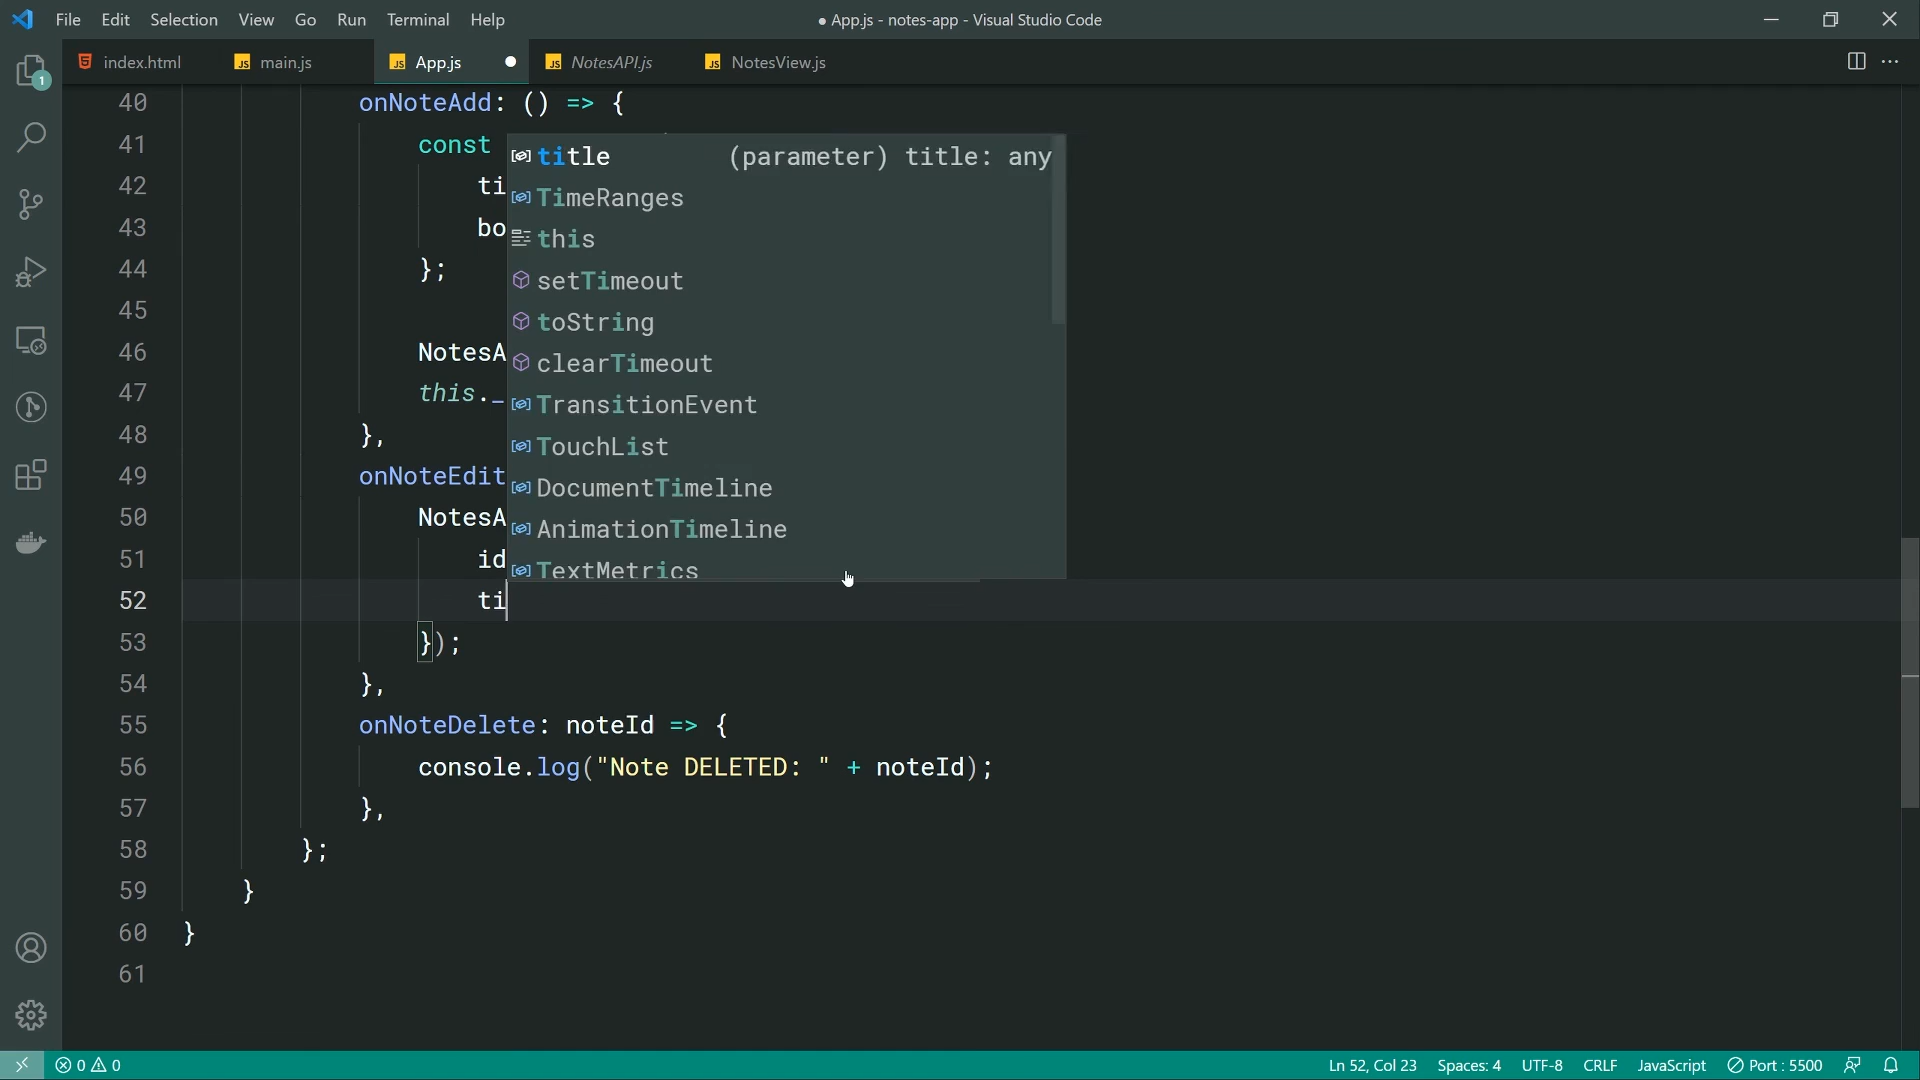 File Edit Selection View Go Run Terminal Help
● App.js - notes-app - Visual Studio Code
index.html
JS main.js
JS App.js
JS NotesAPI.js
JS NotesView.js
1
40 onNoteAdd: () => {
41 const
42 ti
43 bo
44 };
45
46 NotesA
47 this._
48 },
49 onNoteEdit
50 NotesA
51 id
52 ti
53 });
54 },
55 onNoteDelete: noteId => {
56 console.log("Note DELETED: " + noteId);
57 },
58 };
59 }
60 }
61
title (parameter) title: any
TimeRanges
this
setTimeout
toString
clearTimeout
TransitionEvent
TouchList
DocumentTimeline
AnimationTimeline
TextMetrics
0 0
Ln 52, Col 23 Spaces: 4 UTF-8 CRLF JavaScript Port : 5500